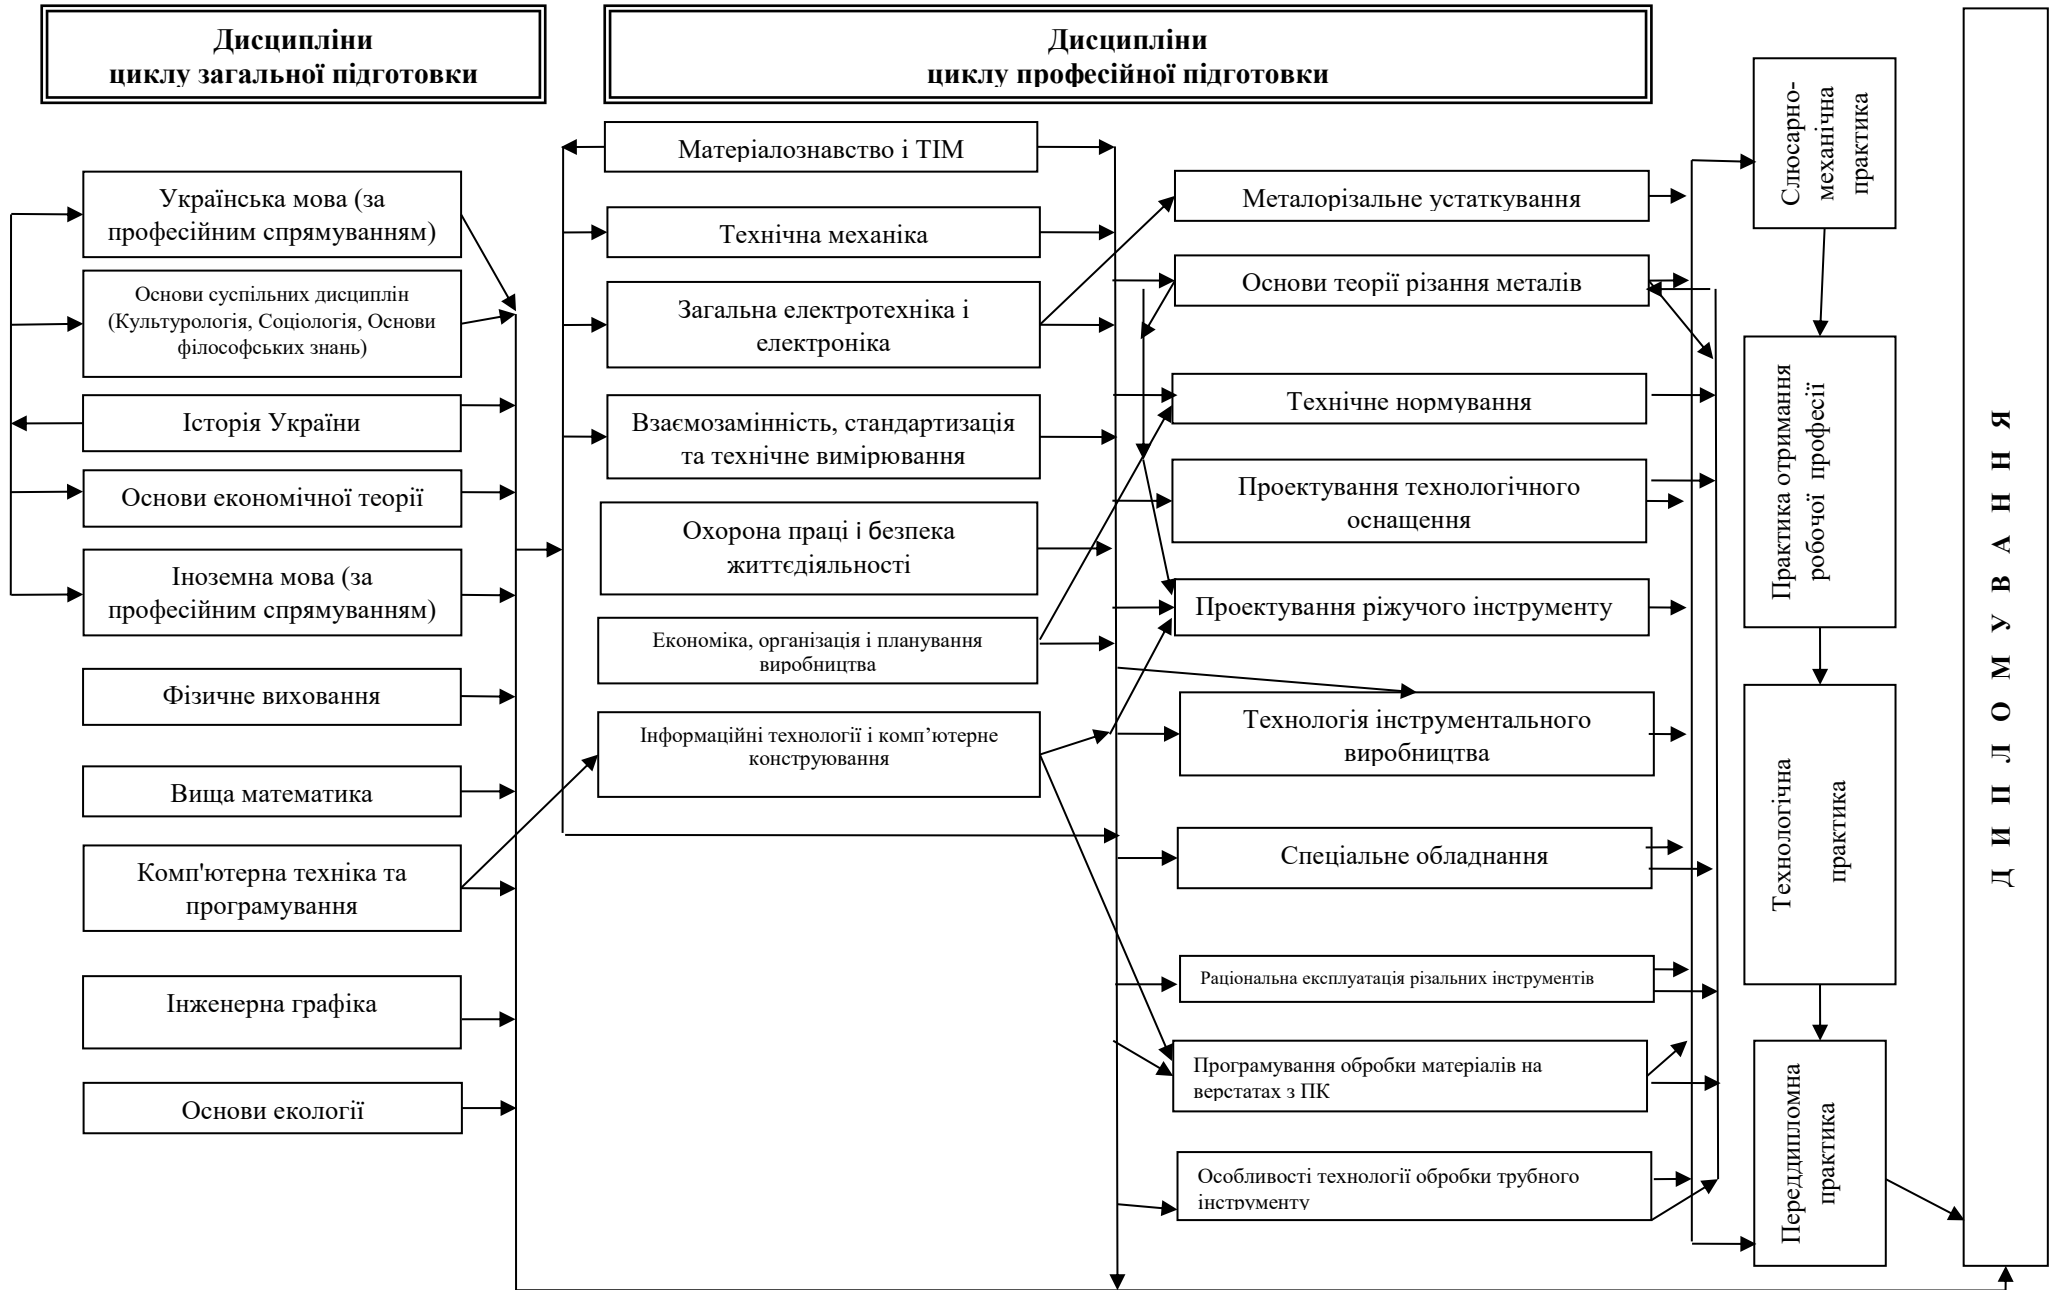 Дисципліни
циклу загальної підготовки
Дисципліни
циклу професійної підготовки
Українська мова (за
професійним спрямуванням)
Основи суспільних дисциплін
(Культурологія, Соціологія, Основи
філософських знань)
Історія України
Основи економічної теорії
Іноземна мова (за
професійним спрямуванням)
Фізичне виховання
Вища математика
Комп'ютерна техніка та
програмування
Інженерна графіка
Основи екології
Матеріалознавство і ТІМ
Технічна механіка
Загальна електротехніка і
електроніка
Взаємозамінність, стандартизація
та технічне вимірювання
Охорона праці і безпека
життєдіяльності
Економіка, організація і планування
виробництва
Інформаційні технології і комп’ютерне
конструювання
Металорізальне устаткування
Основи теорії різання металів
Технічне нормування
Проектування технологічного
оснащення
Проектування ріжучого інструменту
Технологія інструментального
виробництва
Спеціальне обладнання
Раціональна експлуатація різальних інструментів
Програмування обробки матеріалів на
верстатах з ПК
Особливості технології обробки трубного
інструменту
Слюсарно-
механічна
практика
Практика отримання
робочої професії
Технологічна
практика
Переддипломна
практика
Д И П Л О М У В А Н Н Я